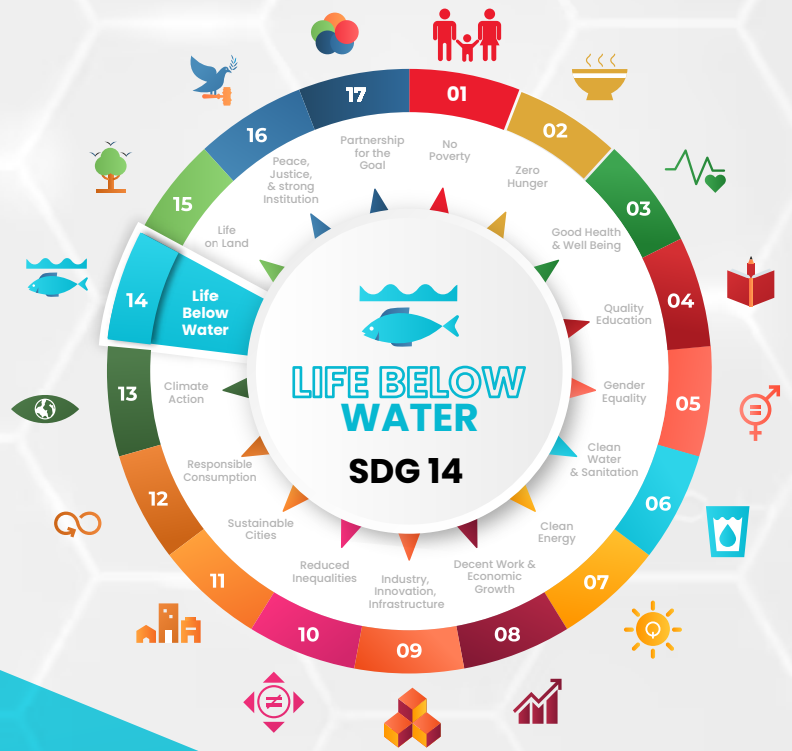 LIFE BELOW
WATER
SDG 14
01
No
Poverty
02
Zero
Hunger
03
Good Health
& Well Being
04
Quality
Education
05
Gender
Equality
06
Clean
Water
& Sanitation
07
Clean
Energy
08
Decent Work &
Economic
Growth
09
Industry,
Innovation,
Infrastructure
10
Reduced
Inequalities
11
Sustainable
Cities
12
Responsible
Consumption
13
Climate
Action
14
Life
Below
Water
15
Life
on Land
16
Peace,
Justice,
& strong
Institution
17
Partnership
for the
Goal